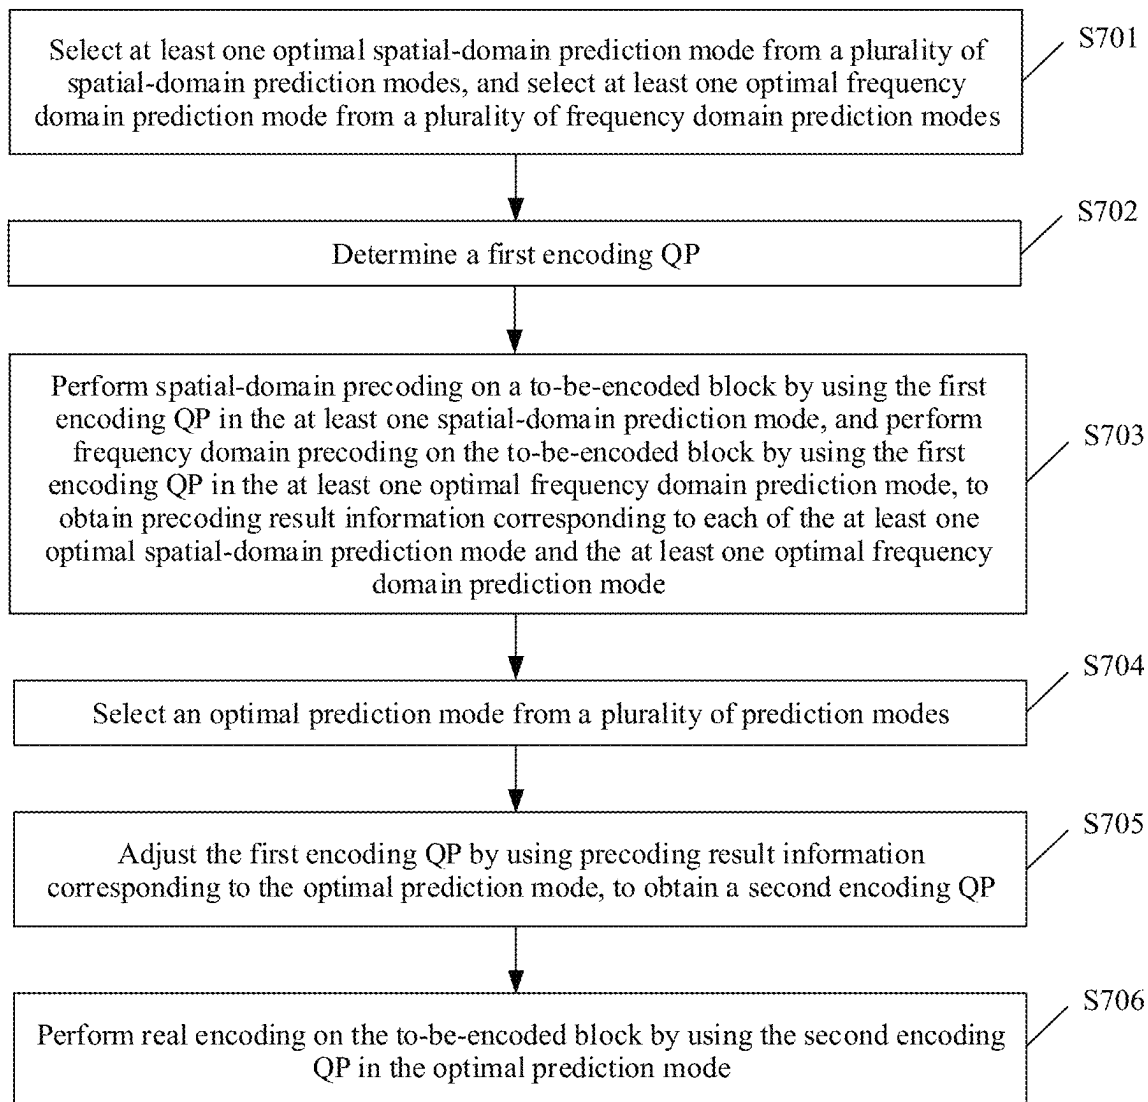 Select at least one optimal spatial-domain prediction mode from a plurality of
spatial-domain prediction modes, and select at least one optimal frequency
domain prediction mode from a plurality of frequency domain prediction modes
S701
Determine a first encoding QP
S702
Perform spatial-domain precoding on a to-be-encoded block by using the first
encoding QP in the at least one spatial-domain prediction mode, and perform
frequency domain precoding on the to-be-encoded block by using the first
encoding QP in the at least one optimal frequency domain prediction mode, to
obtain precoding result information corresponding to each of the at least one
optimal spatial-domain prediction mode and the at least one optimal frequency
domain prediction mode
S703
Select an optimal prediction mode from a plurality of prediction modes
S704
Adjust the first encoding QP by using precoding result information
corresponding to the optimal prediction mode, to obtain a second encoding QP
S705
Perform real encoding on the to-be-encoded block by using the second encoding
QP in the optimal prediction mode
S706